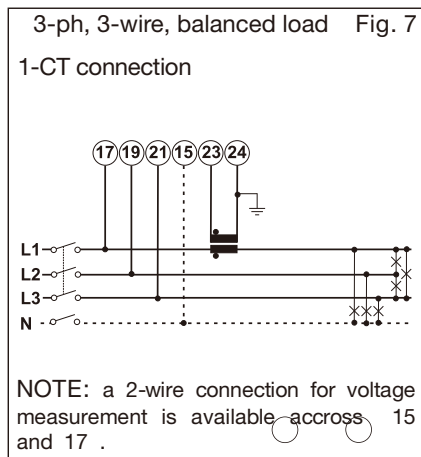 3-ph, 3-wire, balanced load Fig. 7
1-CT connection
17 19 21 15 23 24
L1
L2
L3
N
NOTE: a 2-wire connection for voltage
measurement is available accross 15
and 17 .